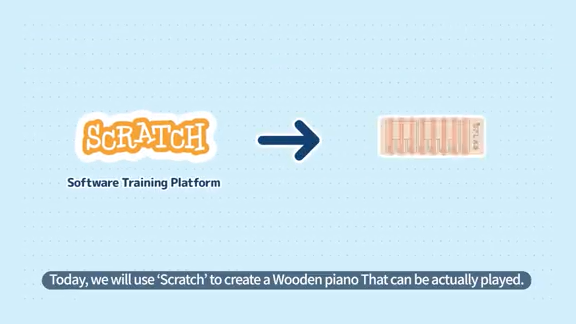 SCRATCH
Software Training Platform
Today, we will use ‘Scratch’ to create a Wooden piano That can be actually played.